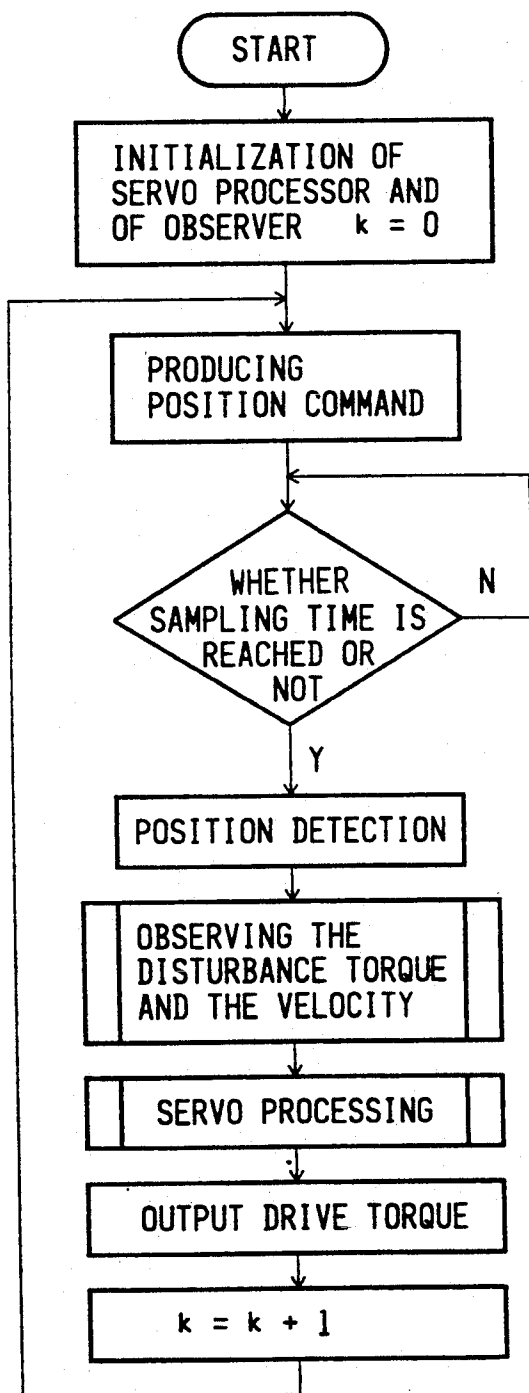 START
INITIALIZATION OF
SERVO PROCESSOR AND
OF OBSERVER k = 0
PRODUCING
POSITION COMMAND
WHETHER
SAMPLING TIME IS
REACHED OR
NOT
N
Y
POSITION DETECTION
OBSERVING THE
DISTURBANCE TORQUE
AND THE VELOCITY
SERVO PROCESSING
OUTPUT DRIVE TORQUE
k = k + 1